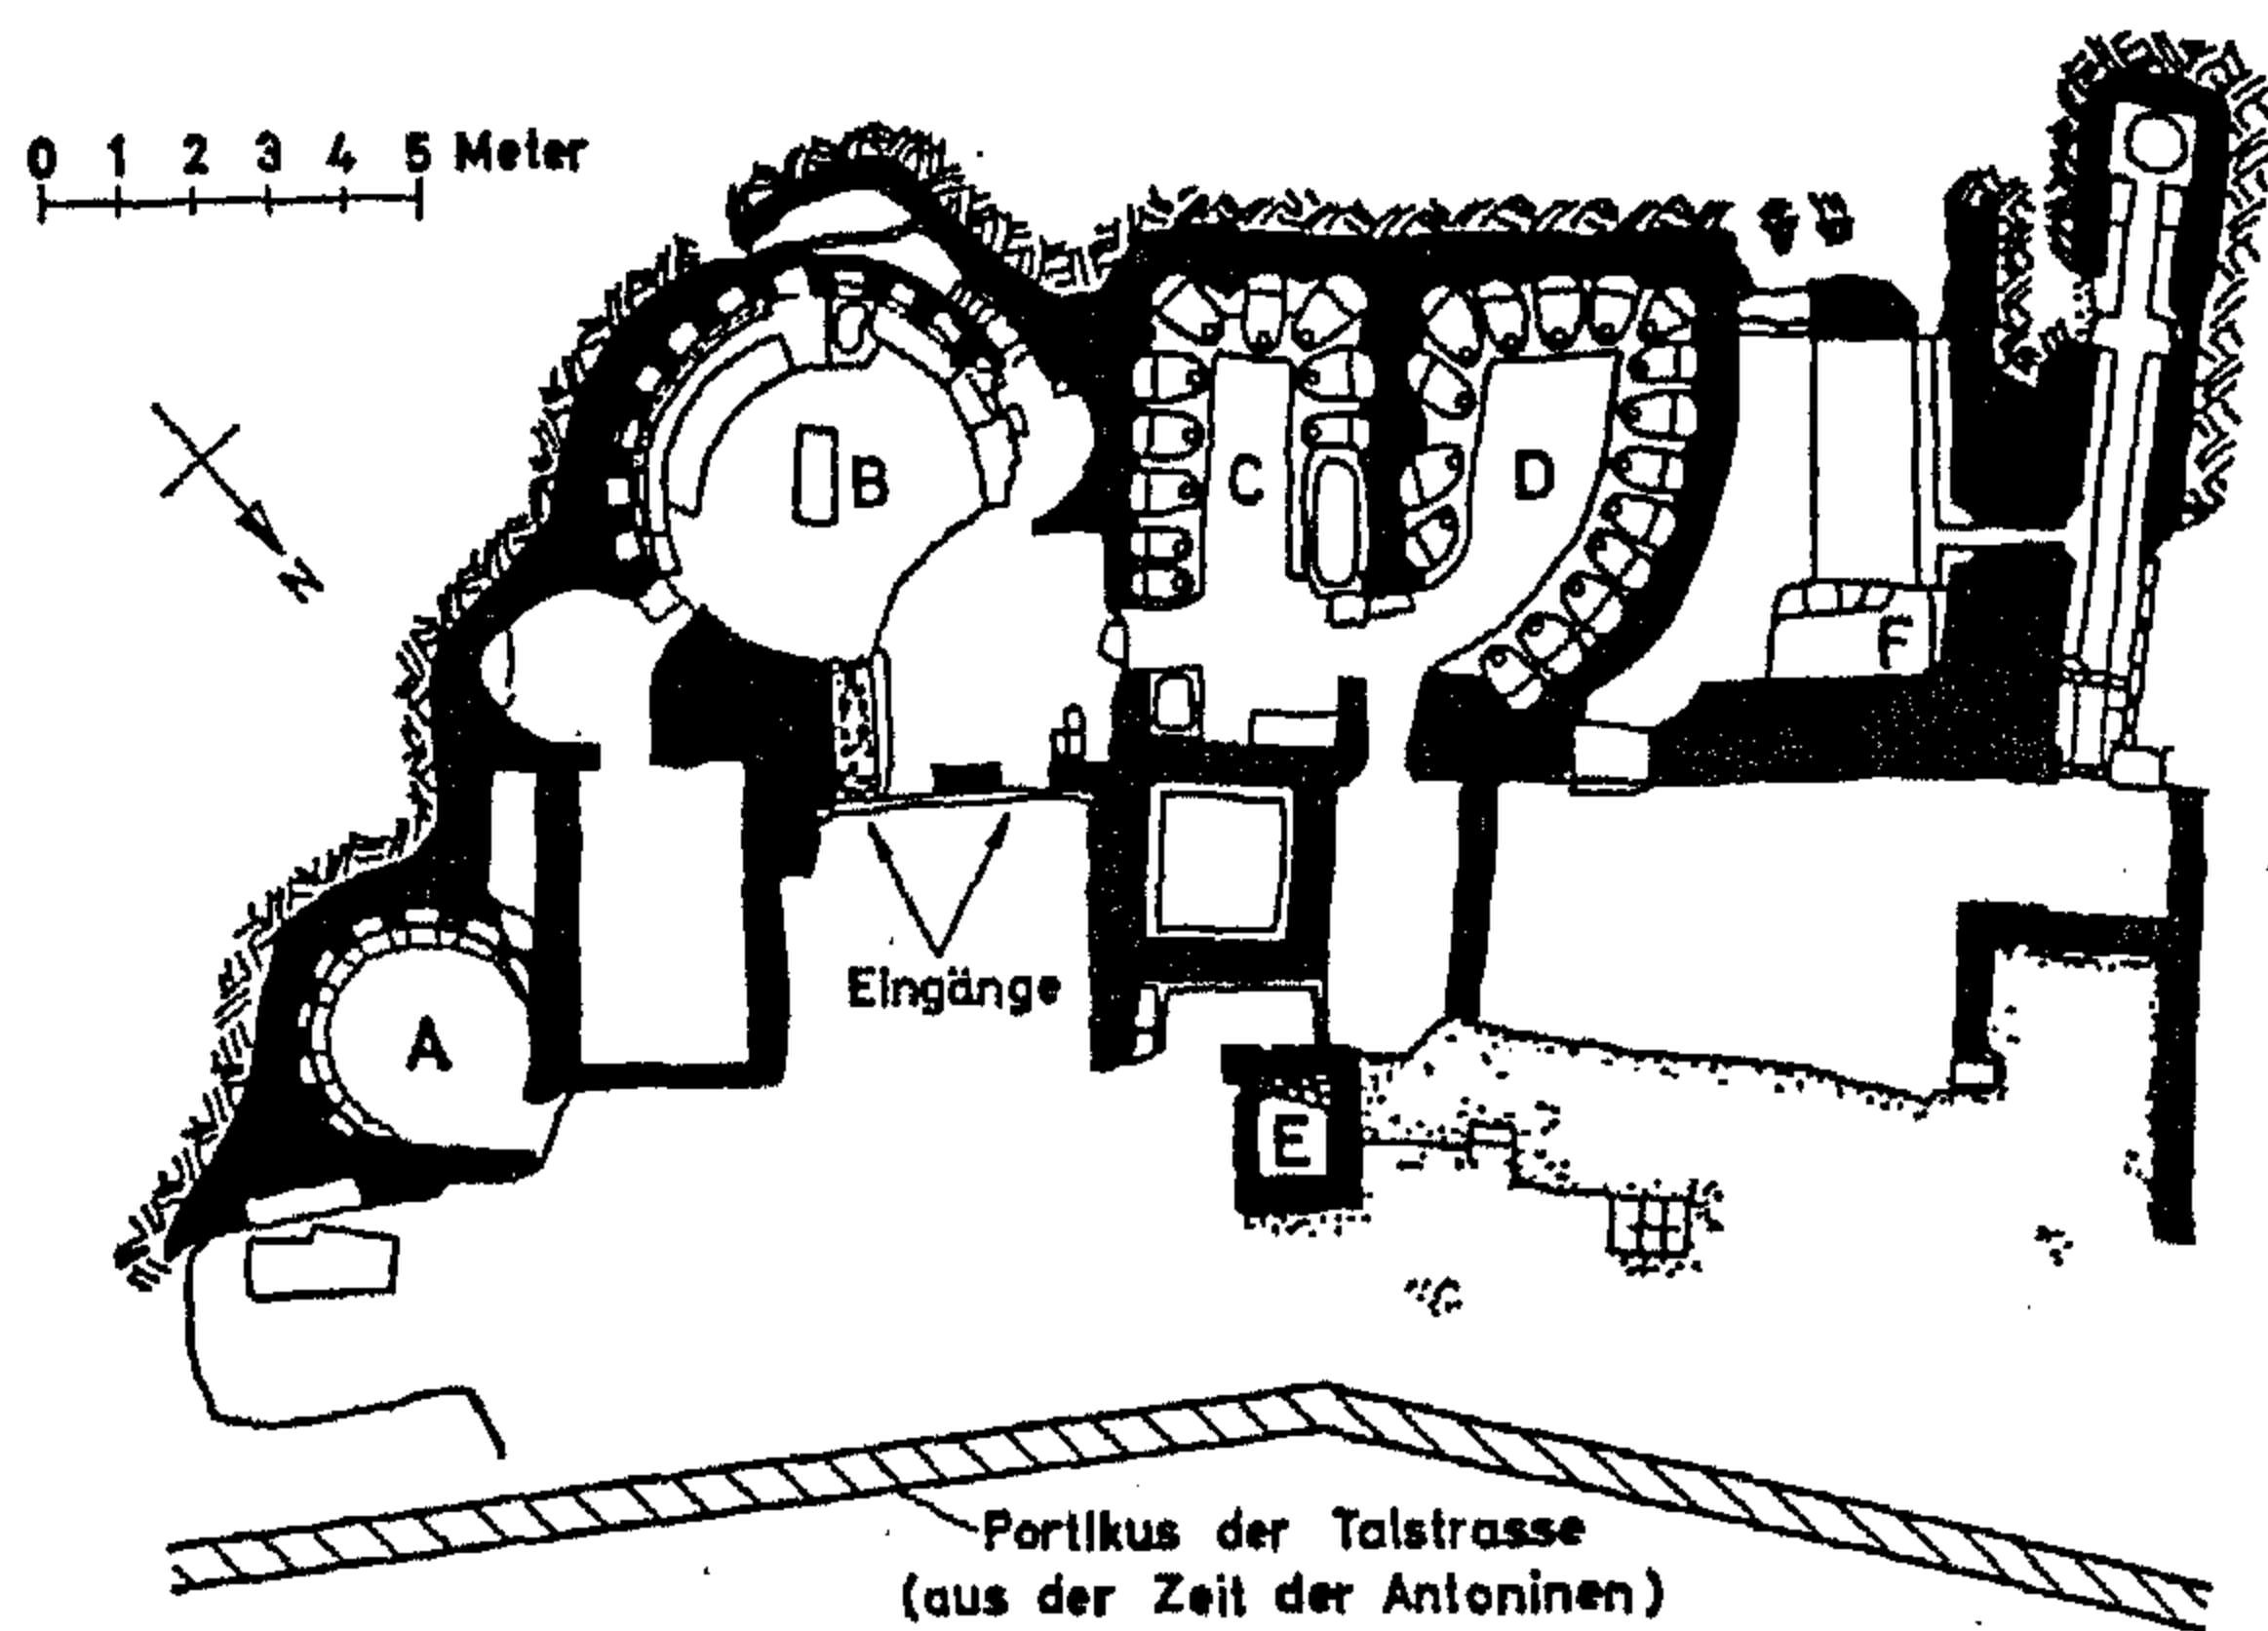 0 1 2 3 4 5 Meter
N
B
C
D
F
A
Eingänge
E
Portikus der Talstrasse
(aus der Zeit der Antoninen)